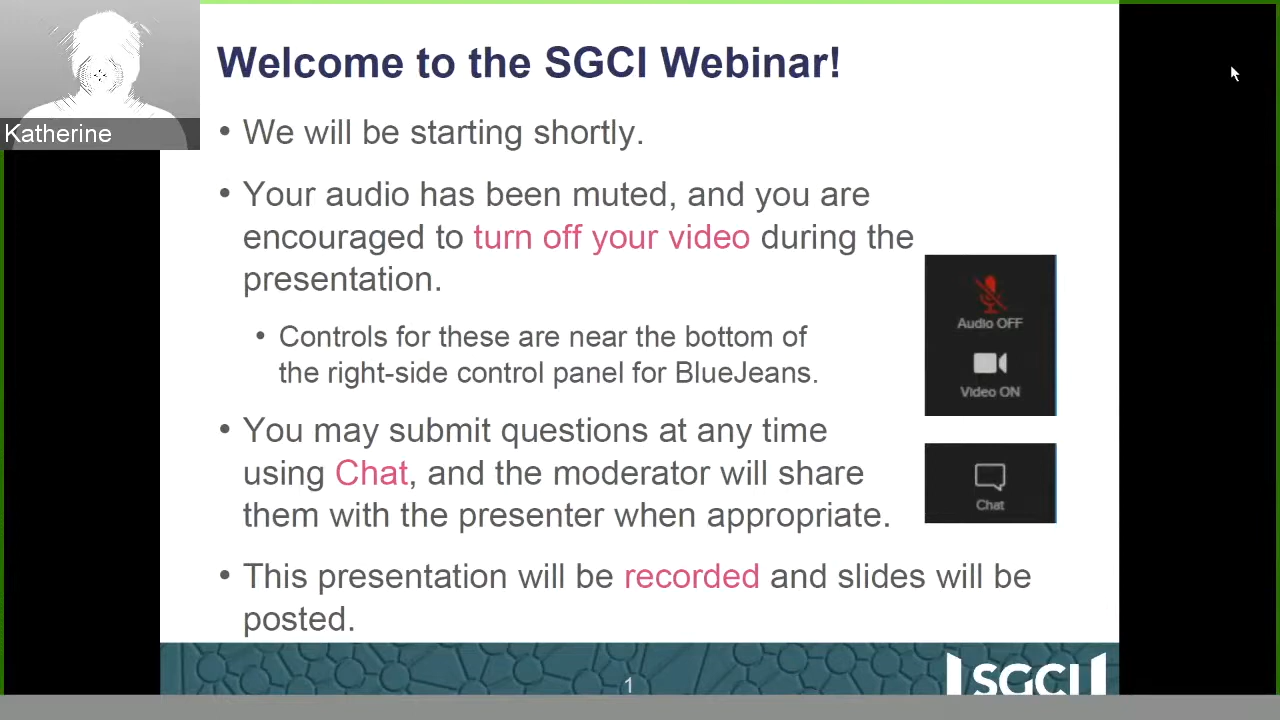 Welcome to the SGCI Webinar!
Katherine
• We will be starting shortly.
• Your audio has been muted, and you are
encouraged to turn off your video during the
presentation.
• Controls for these are near the bottom of
the right-side control panel for BlueJeans.
Audio OFF
Video ON
• You may submit questions at any time
using Chat, and the moderator will share
them with the presenter when appropriate.
Chat
• This presentation will be recorded and slides will be
posted.
1
SGCI